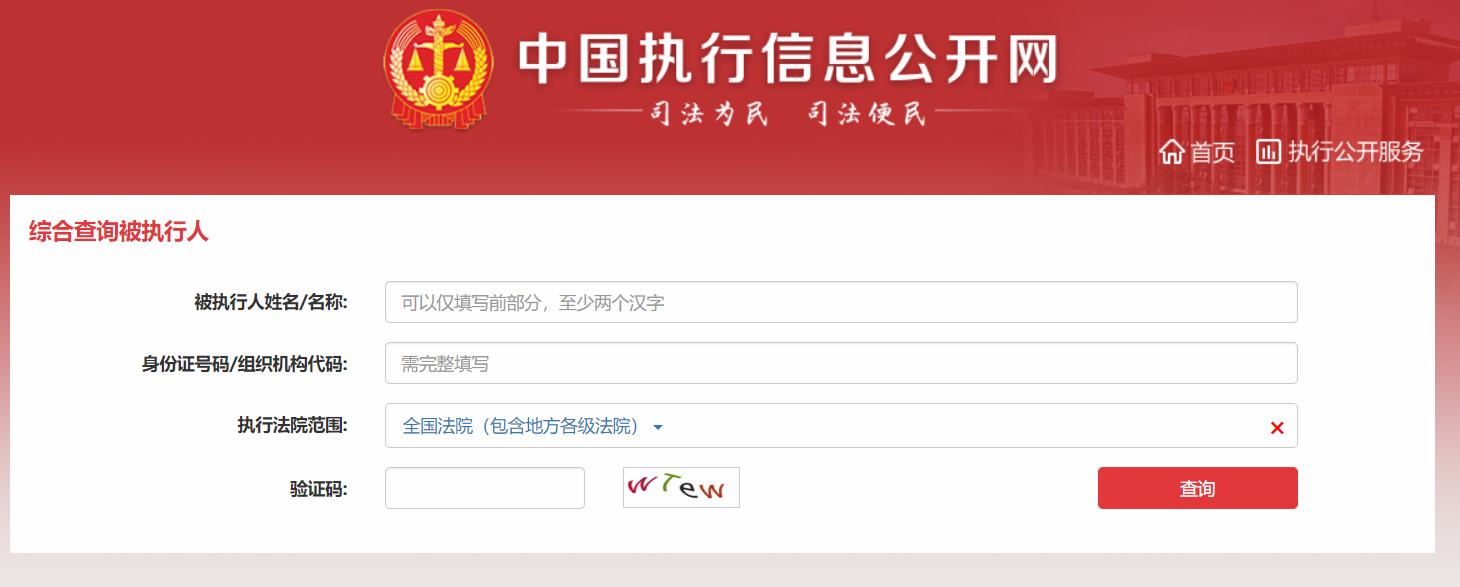 中国执行信息公开网
司法为民 司法便民
首页 执行公开服务
综合查询被执行人
被执行人姓名/名称: 可以仅填写前部分，至少两个汉字
身份证号码/组织机构代码: 需完整填写
执行法院范围: 全国法院（包含地方各级法院）
验证码: wTew 查询